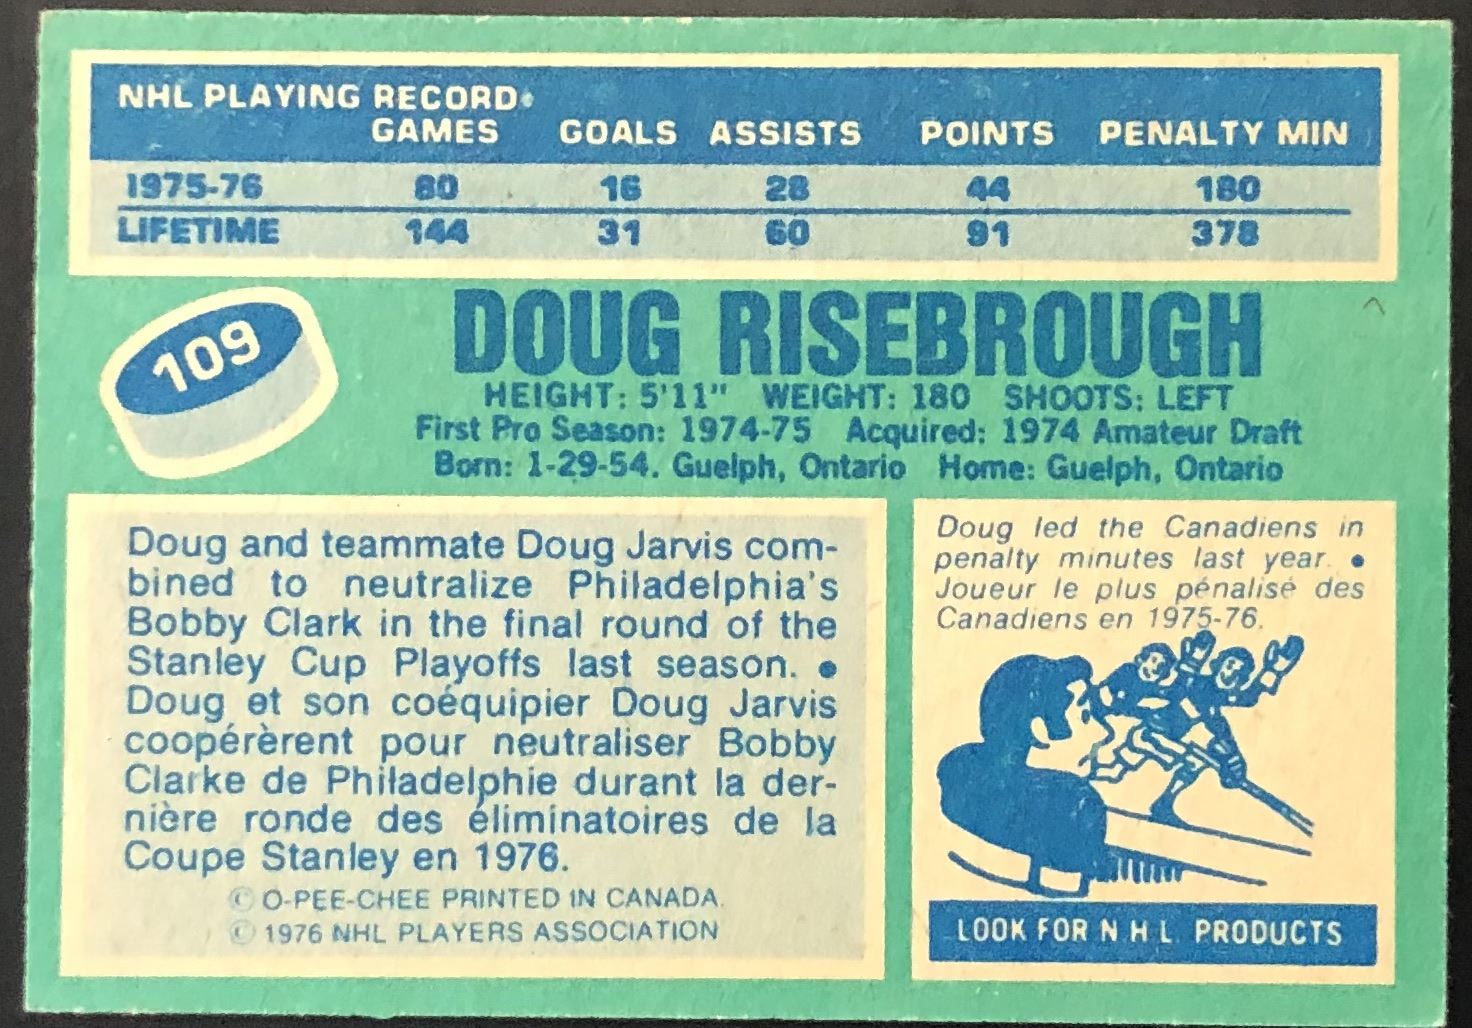 NHL PLAYING RECORD
GAMES GOALS ASSISTS POINTS PENALTY MIN
1975-76 80 16 28 44 180
LIFETIME 144 31 60 91 378
109
DOUG RISEBROUGH
HEIGHT: 5'11" WEIGHT: 180 SHOOTS: LEFT
First Pro Season: 1974-75 Acquired: 1974 Amateur Draft
Born: 1-29-54. Guelph, Ontario Home: Guelph, Ontario
Doug and teammate Doug Jarvis com-
bined to neutralize Philadelphia's
Bobby Clark in the final round of the
Stanley Cup Playoffs last season. •
Doug et son coéquipier Doug Jarvis
coopérèrent pour neutraliser Bobby
Clarke de Philadelphie durant la der-
nière ronde des éliminatoires de la
Coupe Stanley en 1976.
© O-PEE-CHEE PRINTED IN CANADA.
© 1976 NHL PLAYERS ASSOCIATION
Doug led the Canadiens in
penalty minutes last year. •
Joueur le plus pénalisé des
Canadiens en 1975-76.
LOOK FOR N H L PRODUCTS